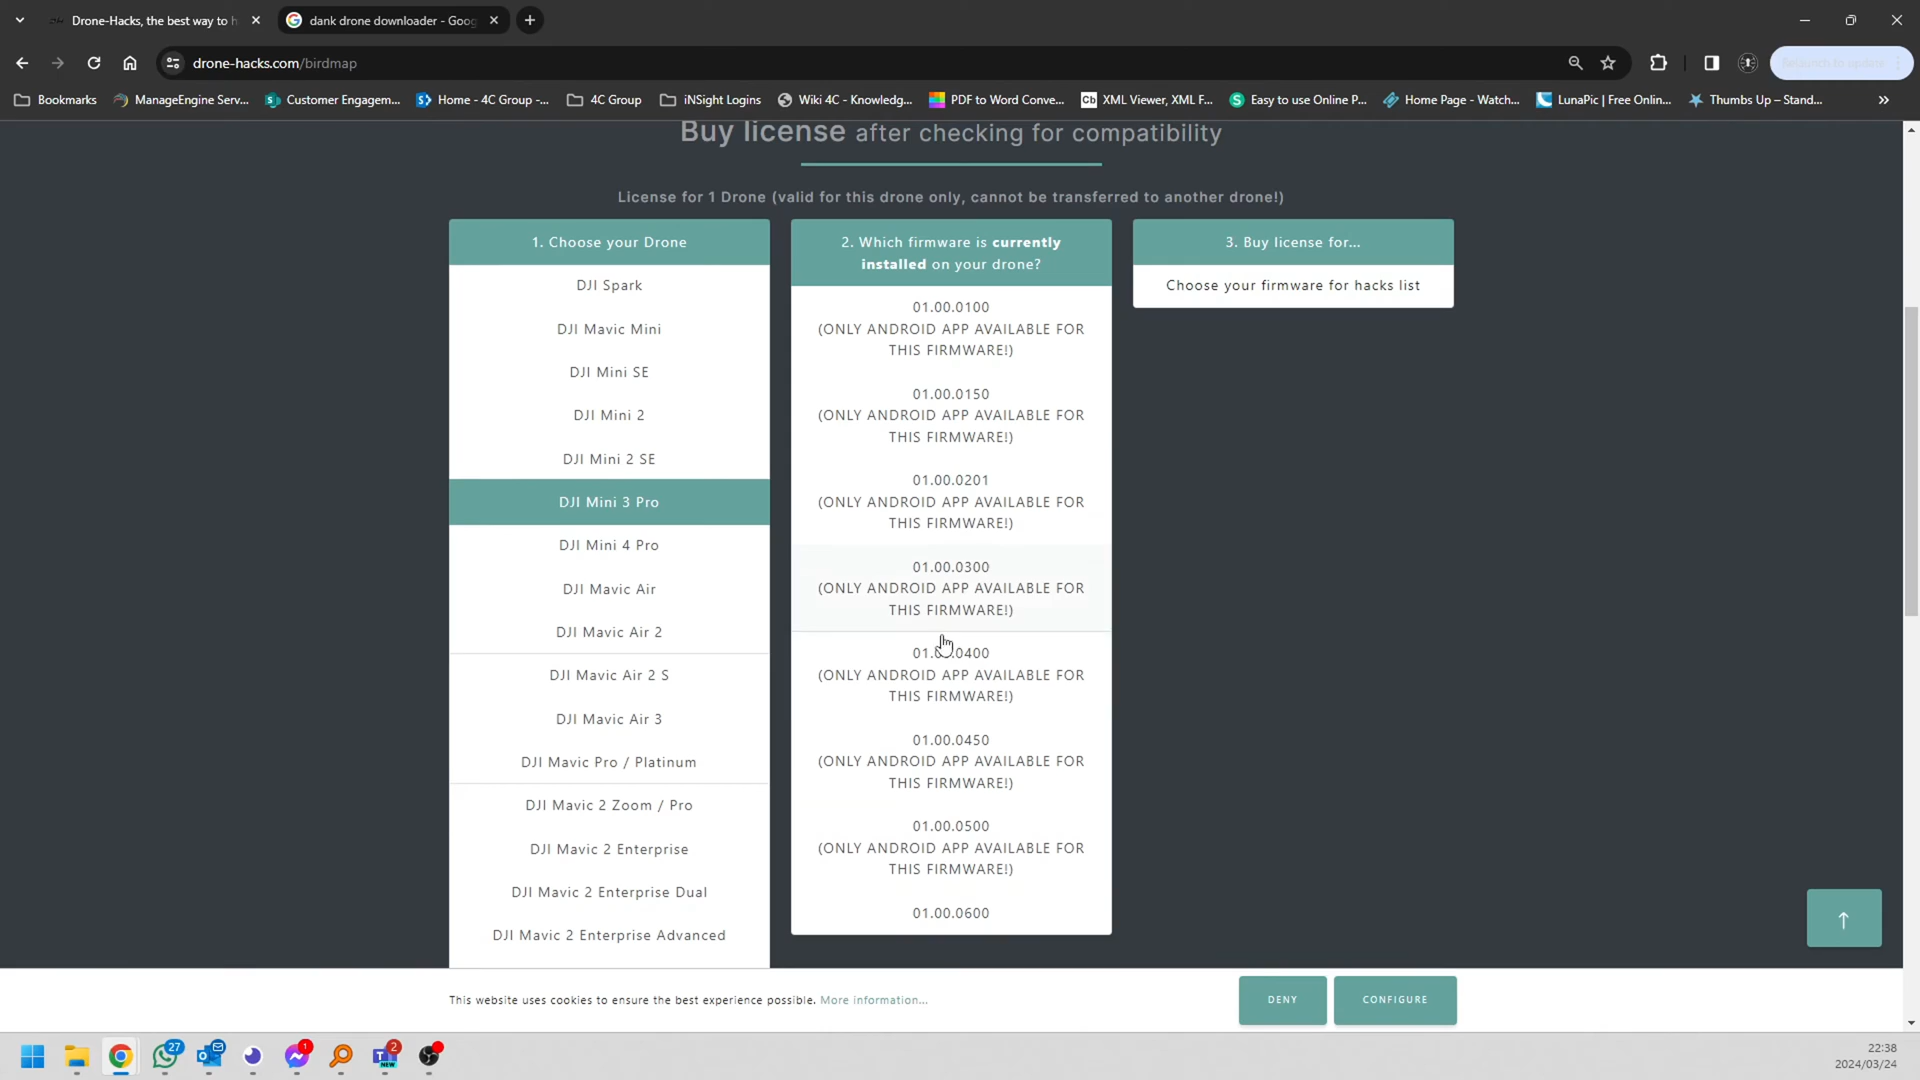 Drone-Hacks, the best way to h
dank drone downloader - Goog
drone-hacks.com/birdmap
Bookmarks
ManageEngine Serv...
Customer Engagem...
Home - 4C Group -...
4C Group
iNSight Logins
Wiki 4C - Knowledg...
PDF to Word Conve...
XML Viewer, XML F...
Easy to use Online P...
Home Page - Watch...
LunaPic | Free Onlin...
Thumbs Up – Stand...
Buy license after checking for compatibility
License for 1 Drone (valid for this drone only, cannot be transferred to another drone!)
1. Choose your Drone
DJI Spark
DJI Mavic Mini
DJI Mini SE
DJI Mini 2
DJI Mini 2 SE
DJI Mini 3 Pro
DJI Mini 4 Pro
DJI Mavic Air
DJI Mavic Air 2
DJI Mavic Air 2 S
DJI Mavic Air 3
DJI Mavic Pro / Platinum
DJI Mavic 2 Zoom / Pro
DJI Mavic 2 Enterprise
DJI Mavic 2 Enterprise Dual
DJI Mavic 2 Enterprise Advanced
2. Which firmware is currently
installed on your drone?
01.00.0100
(ONLY ANDROID APP AVAILABLE FOR
THIS FIRMWARE!)
01.00.0150
(ONLY ANDROID APP AVAILABLE FOR
THIS FIRMWARE!)
01.00.0201
(ONLY ANDROID APP AVAILABLE FOR
THIS FIRMWARE!)
01.00.0300
(ONLY ANDROID APP AVAILABLE FOR
THIS FIRMWARE!)
01.00.0400
(ONLY ANDROID APP AVAILABLE FOR
THIS FIRMWARE!)
01.00.0450
(ONLY ANDROID APP AVAILABLE FOR
THIS FIRMWARE!)
01.00.0500
(ONLY ANDROID APP AVAILABLE FOR
THIS FIRMWARE!)
01.00.0600
3. Buy license for...
Choose your firmware for hacks list
This website uses cookies to ensure the best experience possible. More information...
DENY
CONFIGURE
27
1
2
NEW
22:38
2024/03/24